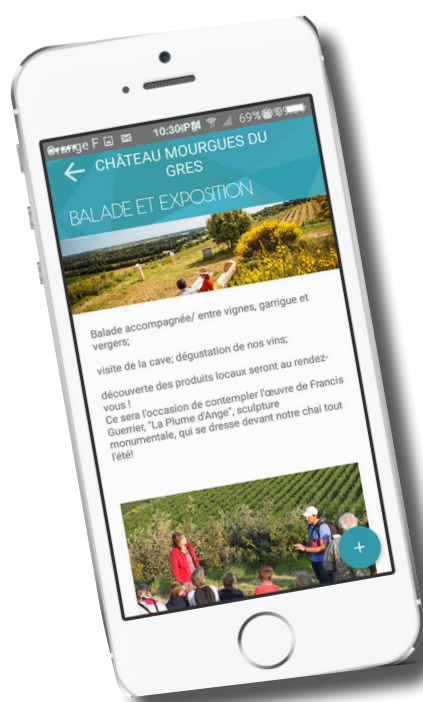 10:30 PM 69%
CHÂTEAU MOURGUES DU
GRES
BALADE ET EXPOSITION
Balade accompagnée/ entre vignes, garrigue et
vergers;
visite de la cave; dégustation de nos vins;
découverte des produits locaux seront au rendez-
vous !
Ce sera l'occasion de contempler l'œuvre de Francis
Guerrier, "La Plume d'Ange", sculpture
monumentale, qui se dresse devant notre chai tout
l'été!